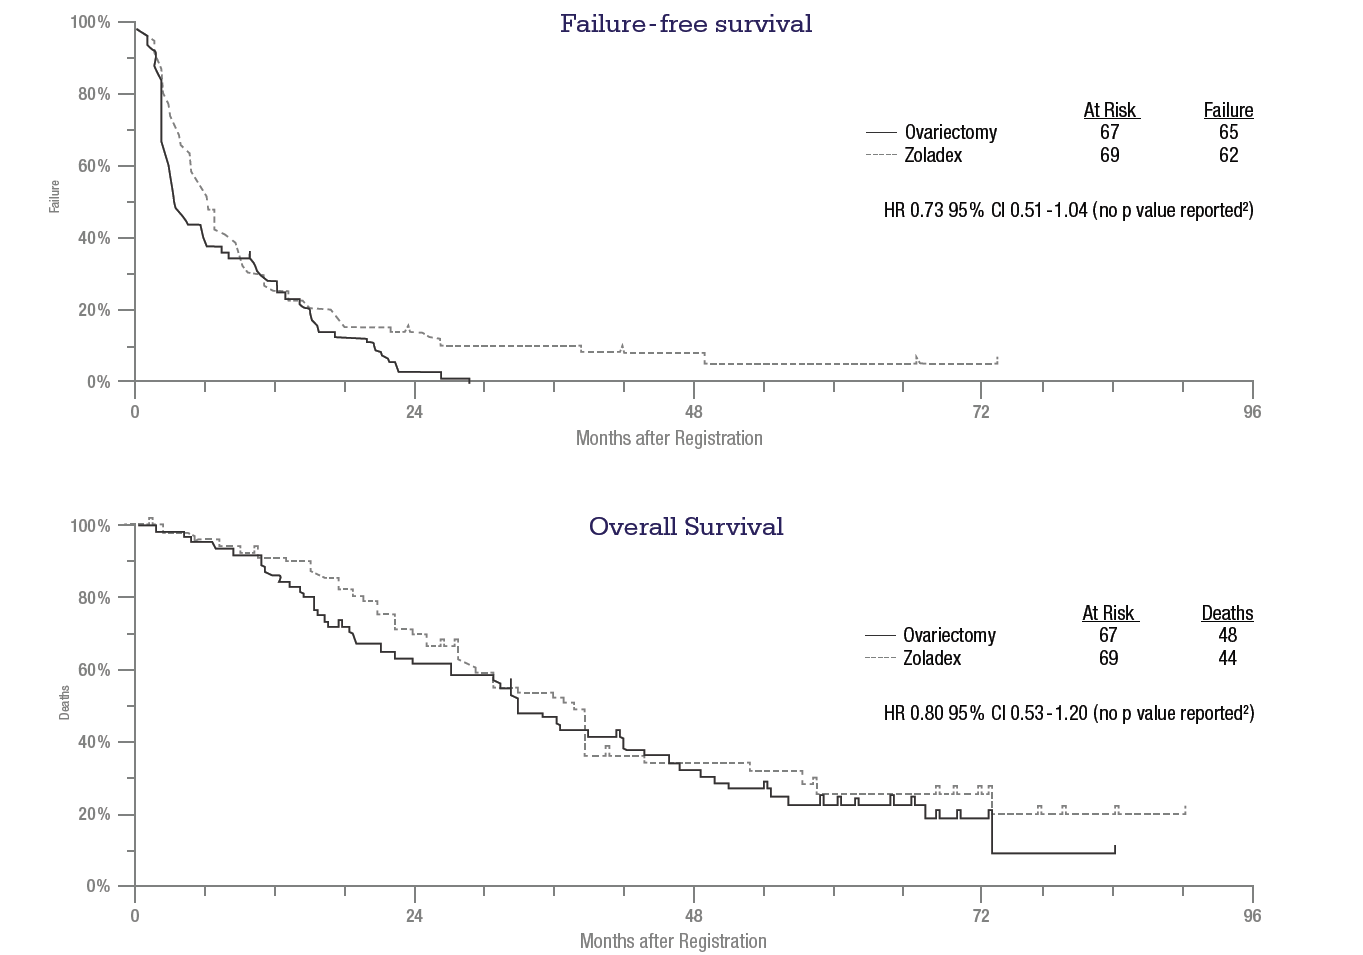 Failure-free survival
100%
80%
60%
40%
20%
0%
Failure
At Risk Failure
Ovariectomy 67 65
Zoladex 69 62
HR 0.73 95% CI 0.51-1.04 (no p value reported²)
0 24 48 72 96
Months after Registration
Overall Survival
100%
80%
60%
40%
20%
0%
Deaths
At Risk Deaths
Ovariectomy 67 48
Zoladex 69 44
HR 0.80 95% CI 0.53-1.20 (no p value reported²)
0 24 48 72 96
Months after Registration